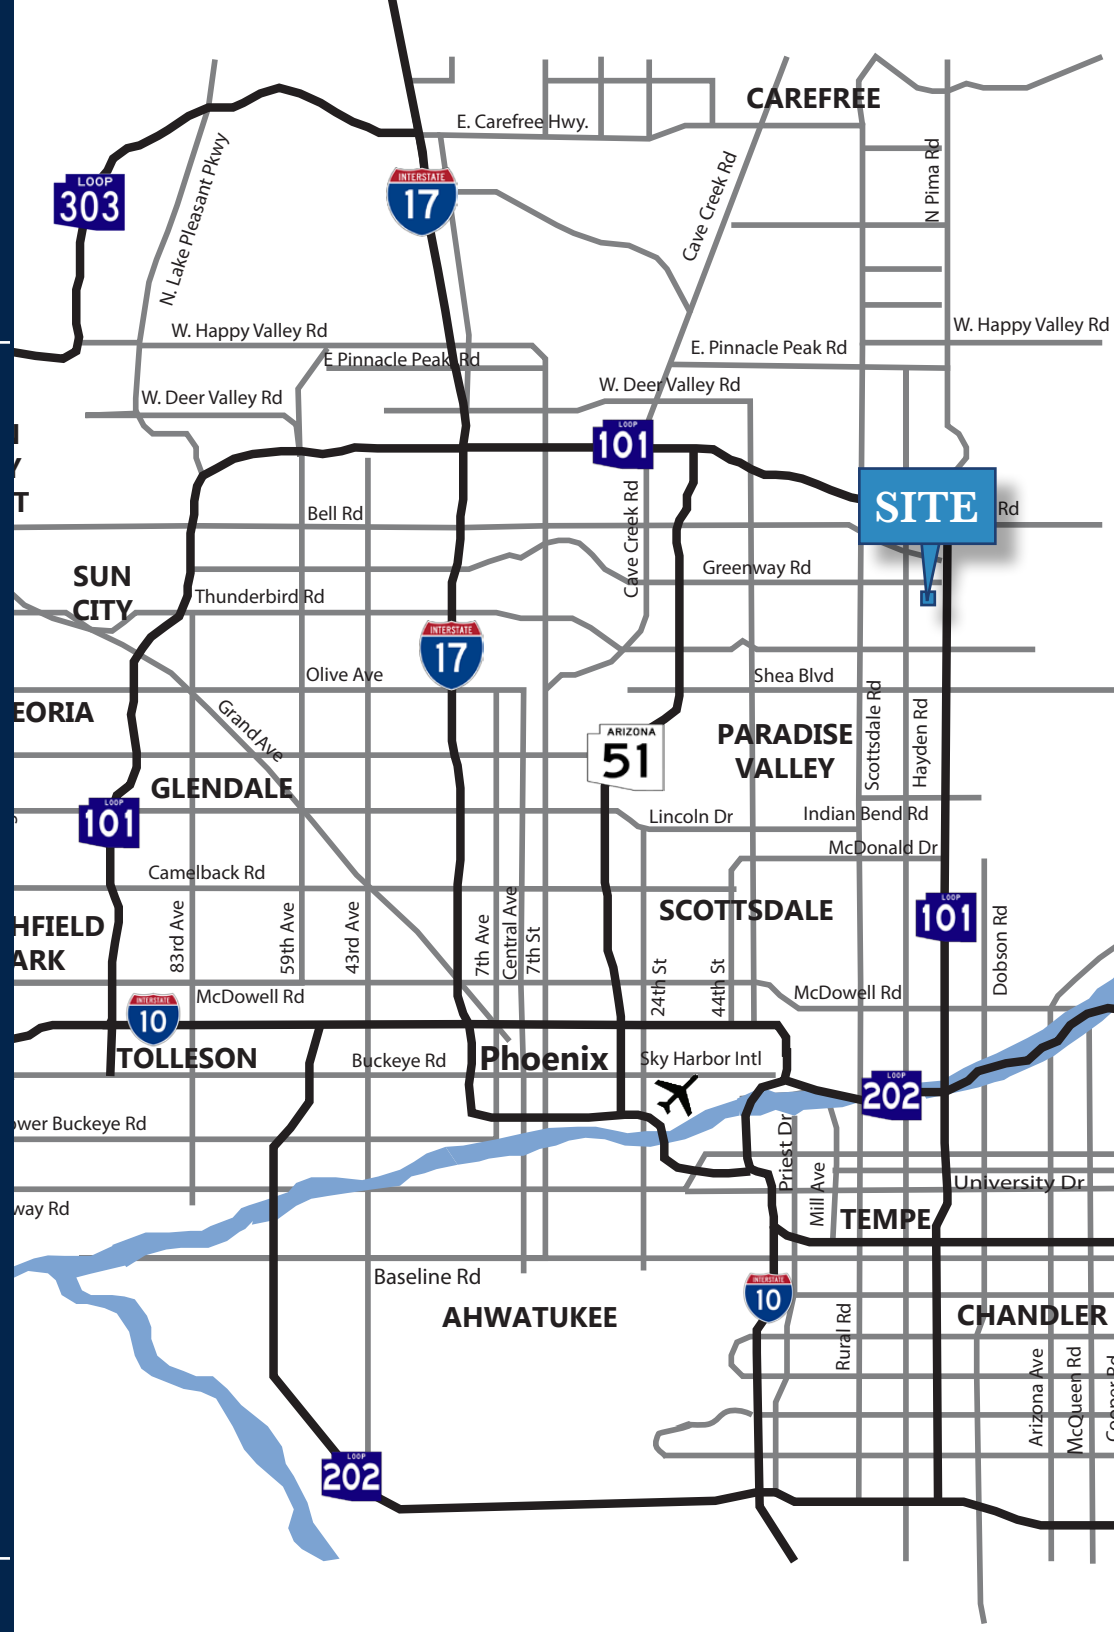 CAREFREE
E. Carefree Hwy.
N. Lake Pleasant Pkwy
LOOP
303
INTERSTATE
17
Cave Creek Rd
N Pima Rd
W. Happy Valley Rd
W. Happy Valley Rd
E Pinnacle Peak Rd
E. Pinnacle Peak Rd
W. Deer Valley Rd
W. Deer Valley Rd
LOOP
101
Y
T
SITE
Rd
Bell Rd
Cave Creek Rd
Greenway Rd
SUN
CITY
Thunderbird Rd
INTERSTATE
17
Olive Ave
Shea Blvd
EORIA
Grand Ave
ARIZONA
51
PARADISE
VALLEY
Scottsdale Rd
Hayden Rd
GLENDALE
LOOP
101
Lincoln Dr
Indian Bend Rd
McDonald Dr
Camelback Rd
SCOTTSDALE
LOOP
101
HFIELD
ARK
83rd Ave
59th Ave
43rd Ave
7th Ave
Central Ave
7th St
24th St
44th St
Dobson Rd
McDowell Rd
McDowell Rd
INTERSTATE
10
TOLLESON
Buckeye Rd
Phoenix
Sky Harbor Intl
LOOP
202
ower Buckeye Rd
Priest Dr
Mill Ave
University Dr
way Rd
TEMPE
Baseline Rd
INTERSTATE
10
AHWATUKEE
CHANDLER
Rural Rd
Arizona Ave
McQueen Rd
Cooper Rd
LOOP
202